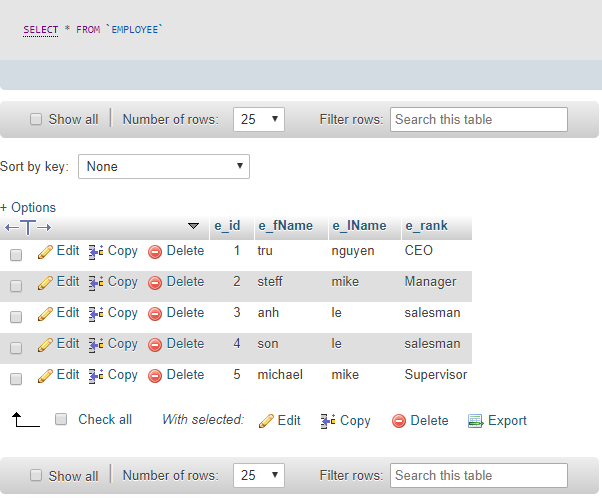 SELECT * FROM `EMPLOYEE`
Show all Number of rows: 25 Filter rows: Search this table
Sort by key: None
+ Options
e_id e_fName e_lName e_rank
Edit Copy Delete 1 tru nguyen CEO
Edit Copy Delete 2 steff mike Manager
Edit Copy Delete 3 anh le salesman
Edit Copy Delete 4 son le salesman
Edit Copy Delete 5 michael mike Supervisor
Check all With selected: Edit Copy Delete Export
Show all Number of rows: 25 Filter rows: Search this table